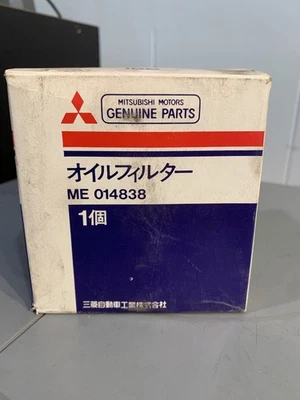 MITSUBISHI MOTORS
GENUINE PARTS
オイルフィルター
ME 014838
1個
三菱自動車工業株式会社